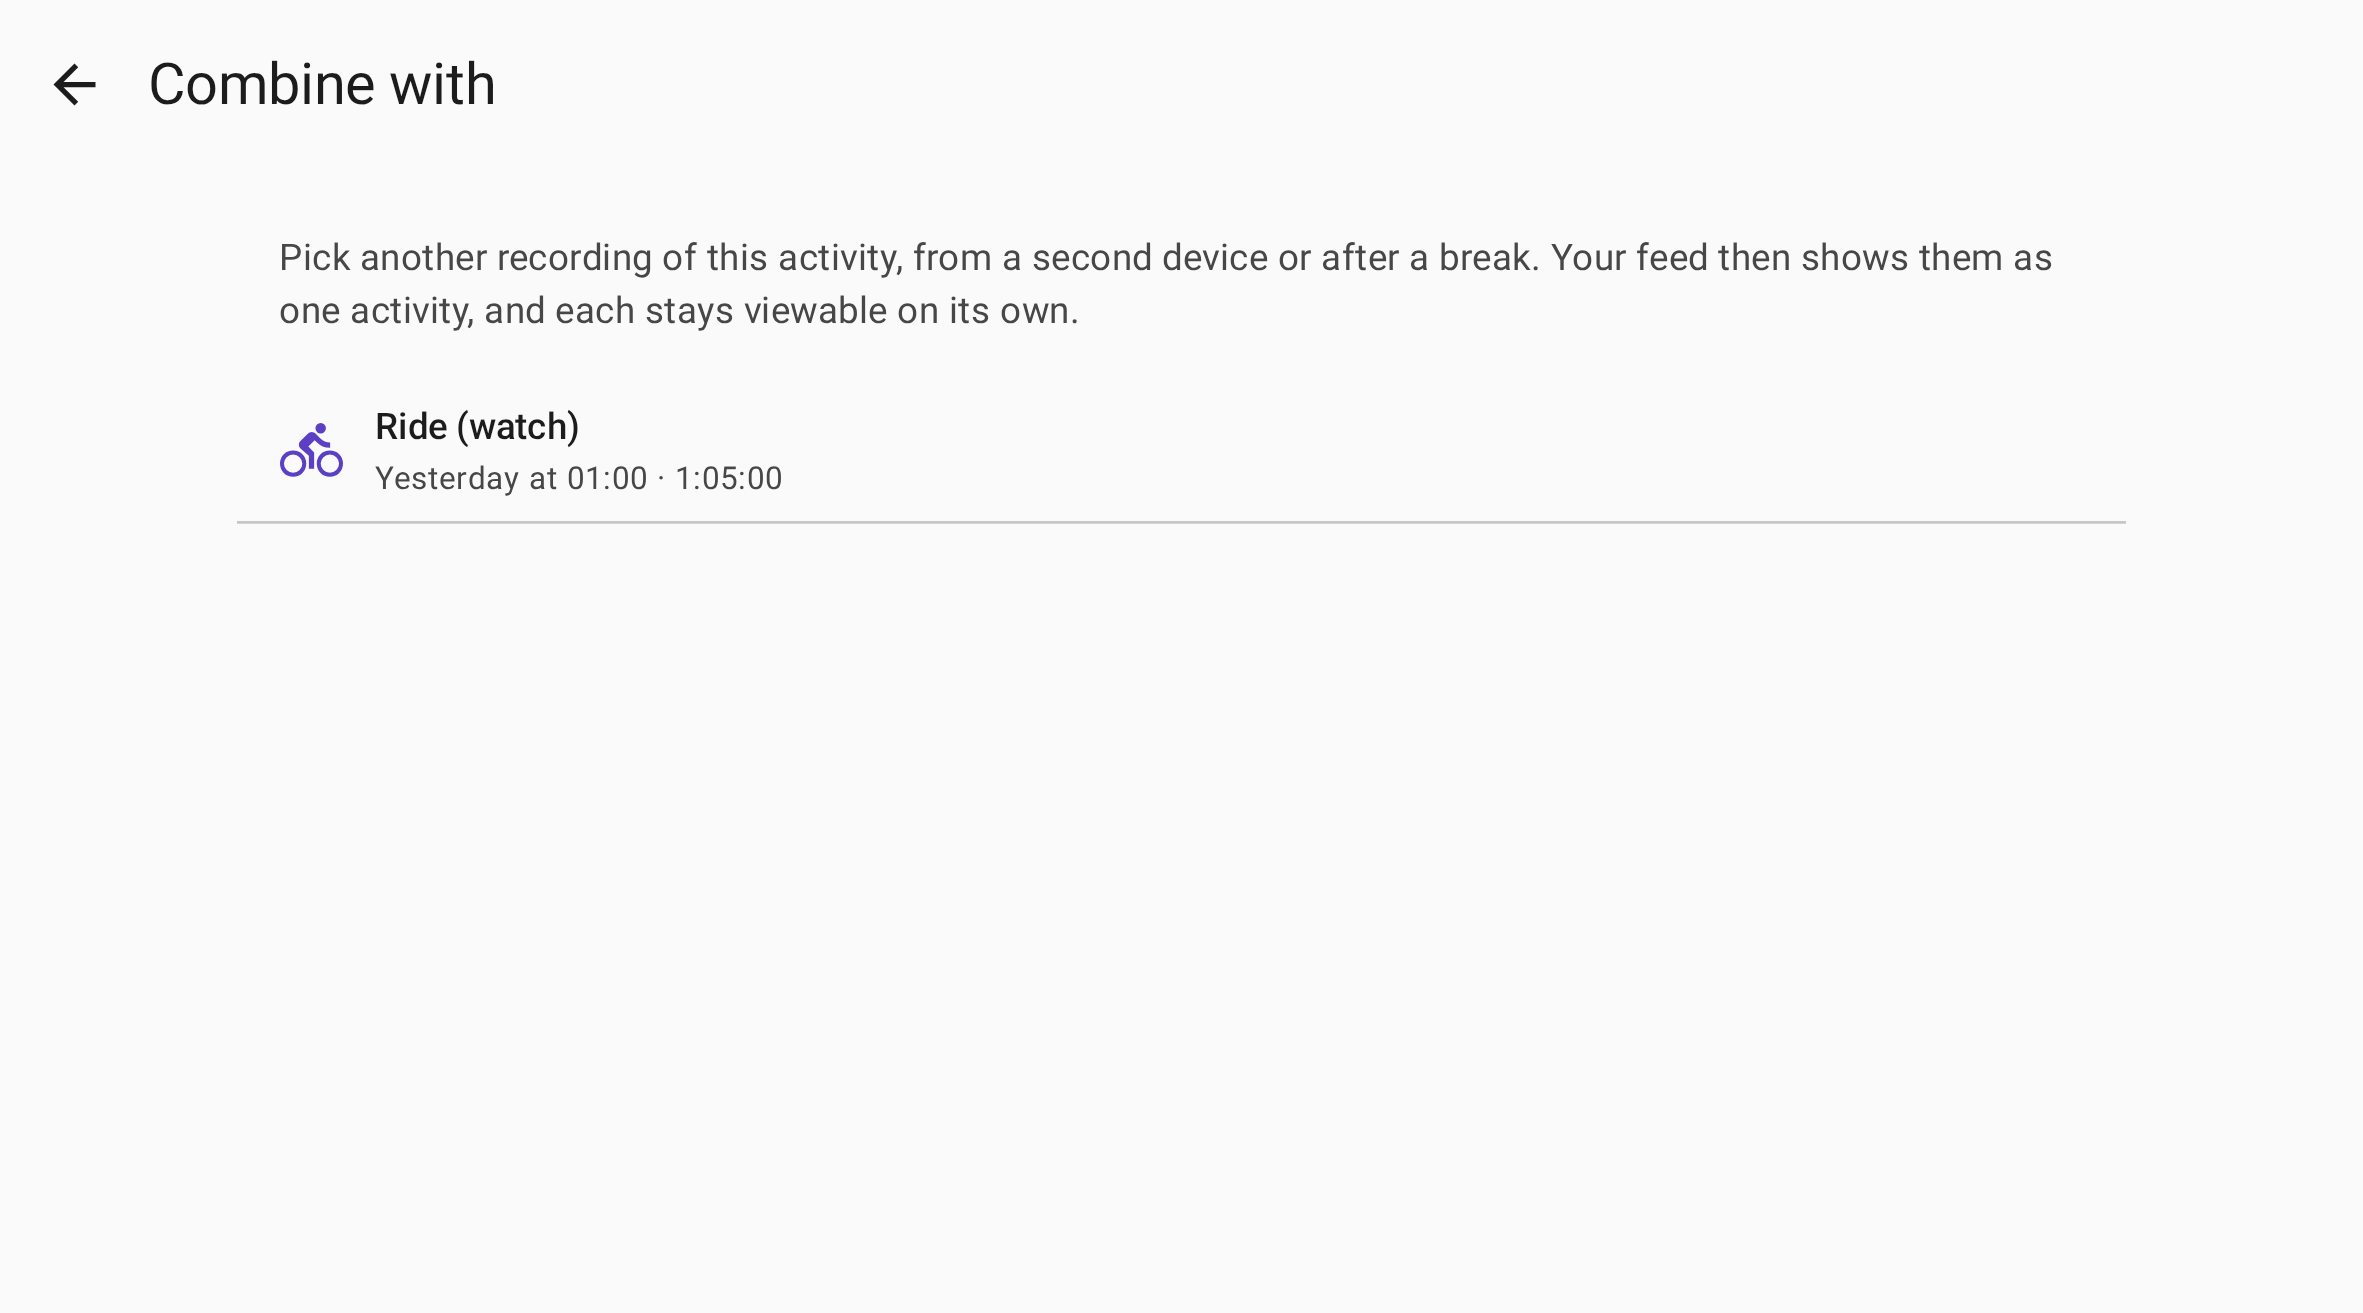 Combine with
Pick another recording of this activity, from a second device or after a break. Your feed then shows them as
one activity, and each stays viewable on its own.
Ride (watch)
Yesterday at 01:00 · 1:05:00